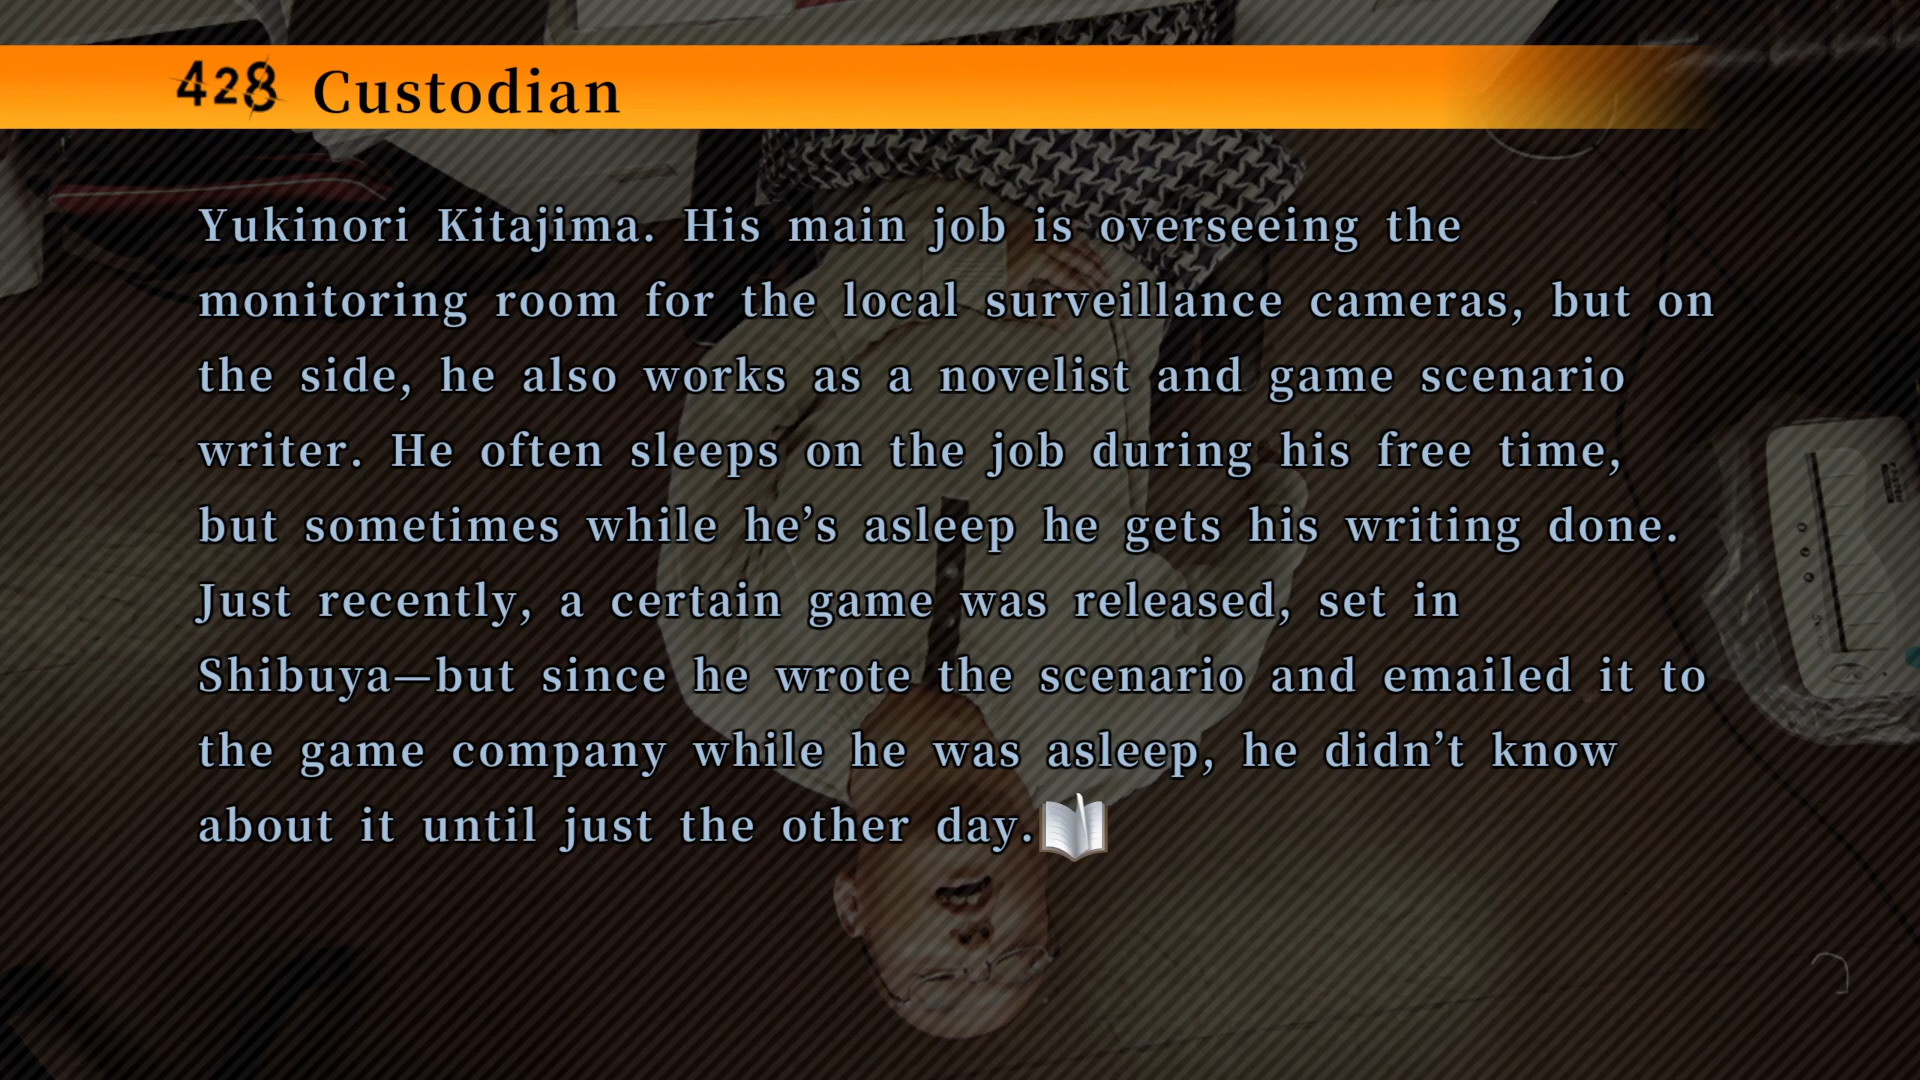 428 Custodian
Yukinori Kitajima. His main job is overseeing the
monitoring room for the local surveillance cameras, but on
the side, he also works as a novelist and game scenario
writer. He often sleeps on the job during his free time,
but sometimes while he’s asleep he gets his writing done.
Just recently, a certain game was released, set in
Shibuya—but since he wrote the scenario and emailed it to
the game company while he was asleep, he didn’t know
about it until just the other day.